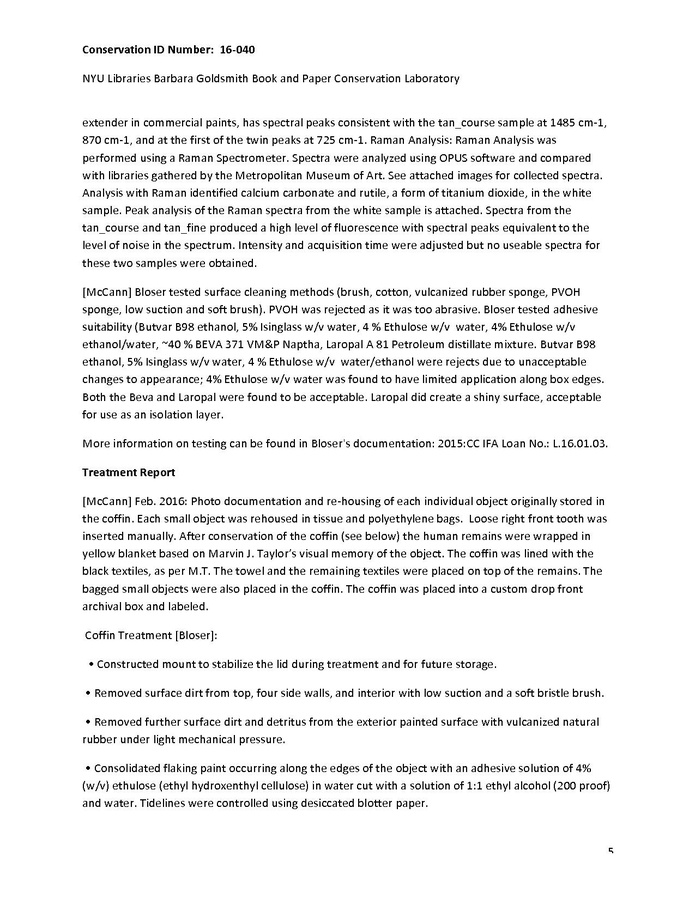 Conservation ID Number:  16-040
NYU Libraries Barbara Goldsmith Book and Paper Conservation Laboratory
extender in commercial paints, has spectral peaks consistent with the tan_course sample at 1485 cm-1,
870 cm-1, and at the first of the twin peaks at 725 cm-1. Raman Analysis: Raman Analysis was
performed using a Raman Spectrometer. Spectra were analyzed using OPUS software and compared
with libraries gathered by the Metropolitan Museum of Art. See attached images for collected spectra.
Analysis with Raman identified calcium carbonate and rutile, a form of titanium dioxide, in the white
sample. Peak analysis of the Raman spectra from the white sample is attached. Spectra from the
tan_course and tan_fine produced a high level of fluorescence with spectral peaks equivalent to the
level of noise in the spectrum. Intensity and acquisition time were adjusted but no useable spectra for
these two samples were obtained.
[McCann] Bloser tested surface cleaning methods (brush, cotton, vulcanized rubber sponge, PVOH
sponge, low suction and soft brush). PVOH was rejected as it was too abrasive. Bloser tested adhesive
suitability (Butvar B98 ethanol, 5% Isinglass w/v water, 4 % Ethulose w/v  water, 4% Ethulose w/v
ethanol/water, ~40 % BEVA 371 VM&P Naptha, Laropal A 81 Petroleum distillate mixture. Butvar B98
ethanol, 5% Isinglass w/v water, 4 % Ethulose w/v  water/ethanol were rejects due to unacceptable
changes to appearance; 4% Ethulose w/v water was found to have limited application along box edges.
Both the Beva and Laropal were found to be acceptable. Laropal did create a shiny surface, acceptable
for use as an isolation layer.
More information on testing can be found in Bloser's documentation: 2015:CC IFA Loan No.: L.16.01.03.
Treatment Report
[McCann] Feb. 2016: Photo documentation and re-housing of each individual object originally stored in
the coffin. Each small object was rehoused in tissue and polyethylene bags.  Loose right front tooth was
inserted manually. After conservation of the coffin (see below) the human remains were wrapped in
yellow blanket based on Marvin J. Taylor's visual memory of the object. The coffin was lined with the
black textiles, as per M.T. The towel and the remaining textiles were placed on top of the remains. The
bagged small objects were also placed in the coffin. The coffin was placed into a custom drop front
archival box and labeled.
Coffin Treatment [Bloser]:
• Constructed mount to stabilize the lid during treatment and for future storage.
• Removed surface dirt from top, four side walls, and interior with low suction and a soft bristle brush.
• Removed further surface dirt and detritus from the exterior painted surface with vulcanized natural
rubber under light mechanical pressure.
• Consolidated flaking paint occurring along the edges of the object with an adhesive solution of 4%
(w/v) ethulose (ethyl hydroxenthyl cellulose) in water cut with a solution of 1:1 ethyl alcohol (200 proof)
and water. Tidelines were controlled using desiccated blotter paper.
5